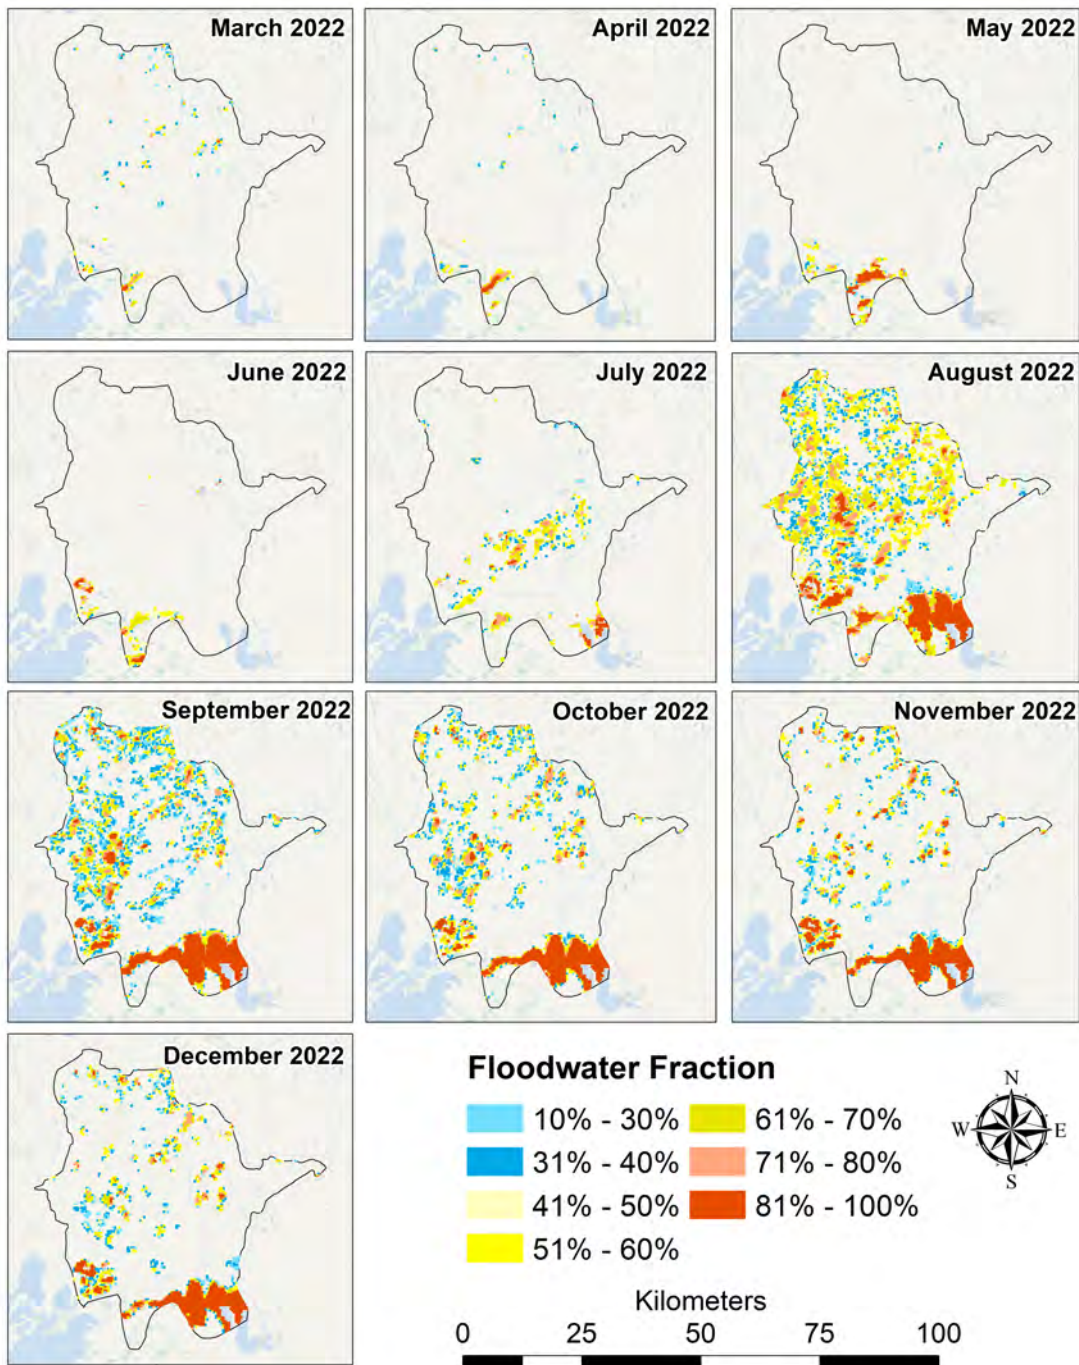 March 2022
April 2022
May 2022
June 2022
July 2022
August 2022
September 2022
October 2022
November 2022
December 2022
Floodwater Fraction
10% - 30%
61% - 70%
31% - 40%
71% - 80%
41% - 50%
81% - 100%
51% - 60%
N
W E
S
Kilometers
0 25 50 75 100